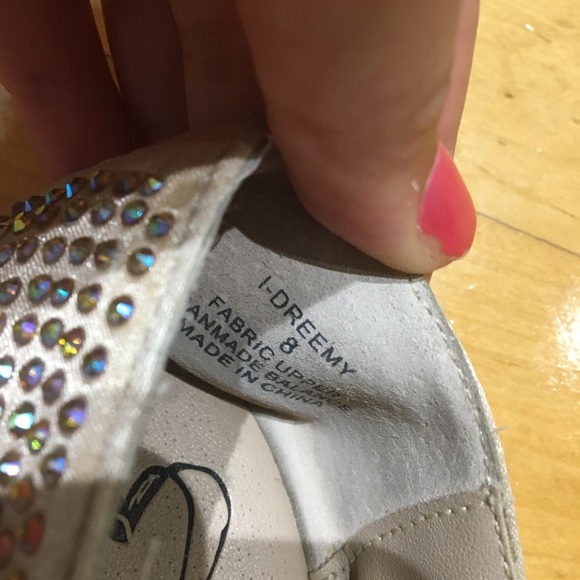 I-DREEMY
8
FABRIC UPPER
MANMADE BALANCE
MADE IN CHINA